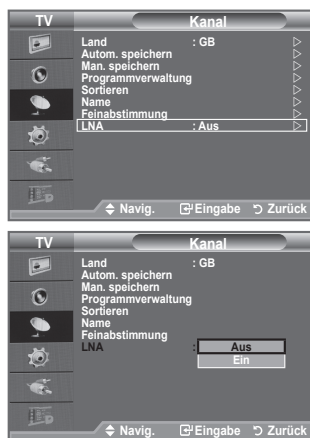 TV Kanal
Land : GB
Autom. speichern
Man. speichern
Programmverwaltung
Sortieren
Name
Feinabstimmung
LNA : Aus
Navig. Eingabe Zurück
TV Kanal
Land : GB
Autom. speichern
Man. speichern
Programmverwaltung
Sortieren
Name
Feinabstimmung
LNA : Aus
Ein
Navig. Eingabe Zurück